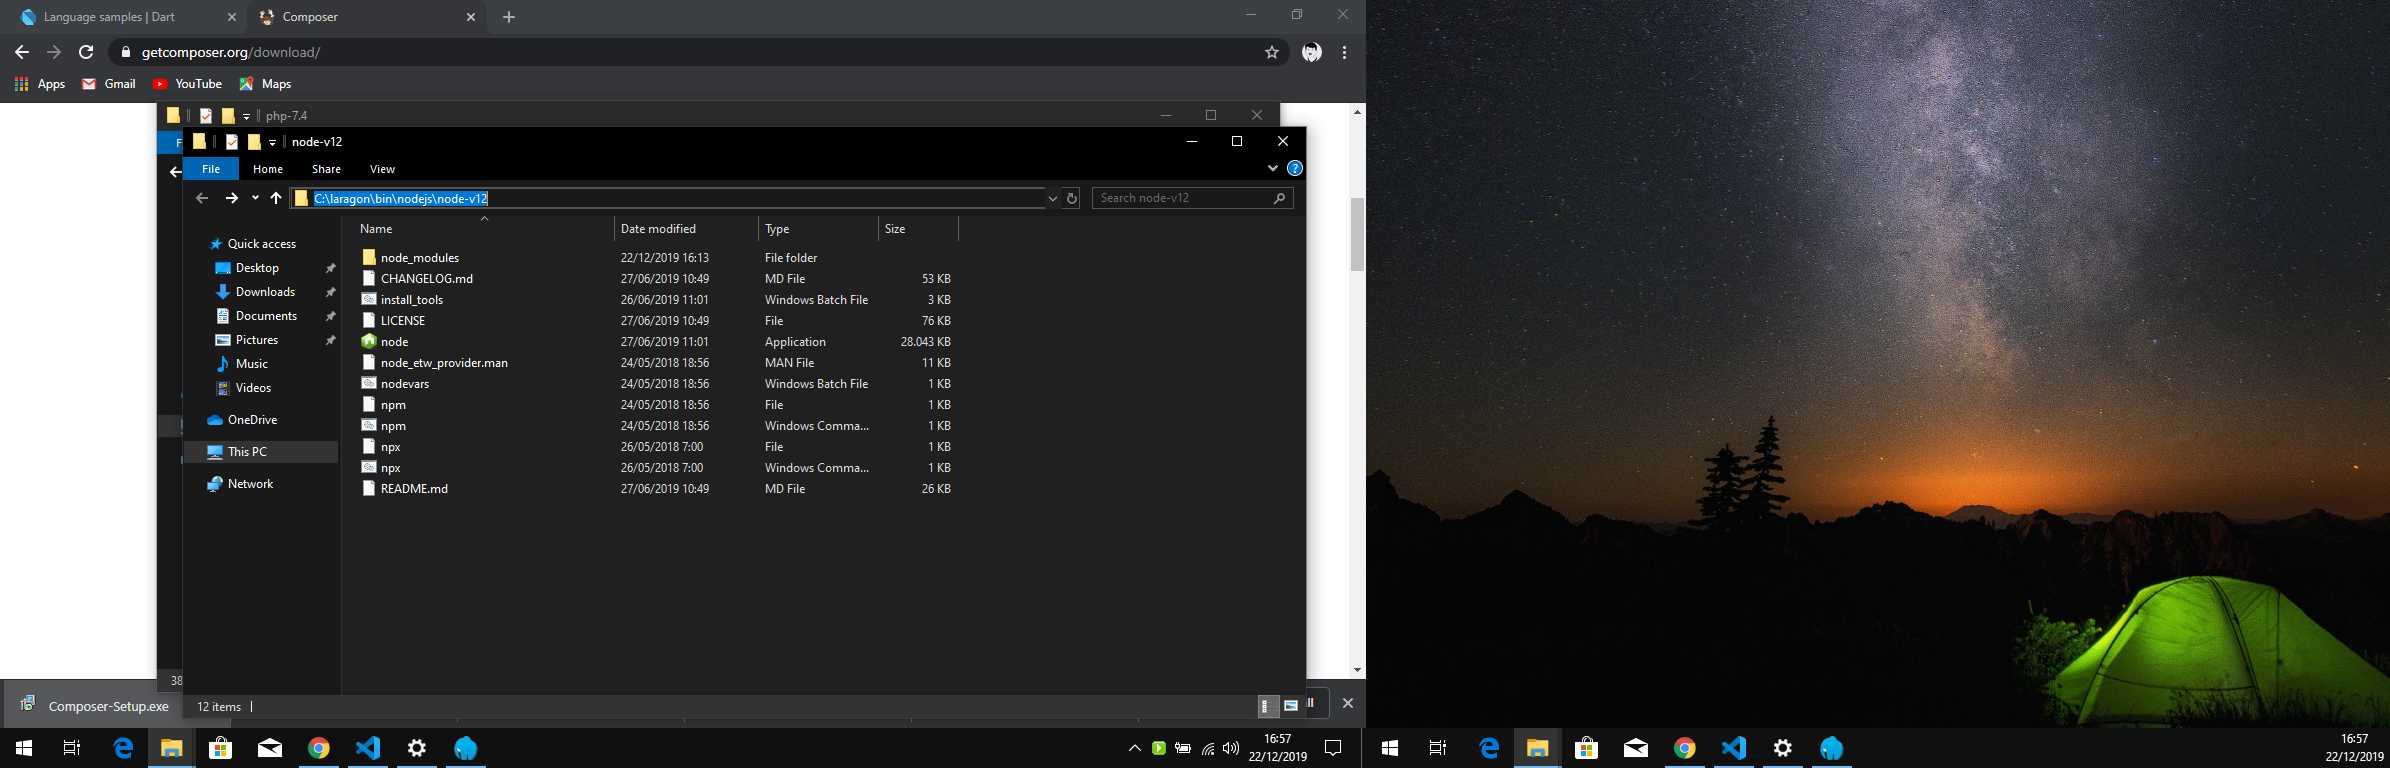 Language samples | Dart
Composer
getcomposer.org/download/
Apps Gmail YouTube Maps
php-7.4
F
node-v12
File Home Share View
C:\laragon\bin\nodejs\node-v12
Search node-v12
Name Date modified Type Size
Quick access
Desktop
Downloads
Documents
Pictures
Music
Videos
OneDrive
This PC
Network
node_modules 22/12/2019 16:13 File folder
CHANGELOG.md 27/06/2019 10:49 MD File 53 KB
install_tools 26/06/2019 11:01 Windows Batch File 3 KB
LICENSE 27/06/2019 10:49 File 76 KB
node 27/06/2019 11:01 Application 28.043 KB
node_etw_provider.man 24/05/2018 18:56 MAN File 11 KB
nodevars 24/05/2018 18:56 Windows Batch File 1 KB
npm 24/05/2018 18:56 File 1 KB
npm 24/05/2018 18:56 Windows Comma... 1 KB
npx 26/05/2018 7:00 File 1 KB
npx 26/05/2018 7:00 Windows Comma... 1 KB
README.md 27/06/2019 10:49 MD File 26 KB
38
12 items
Composer-Setup.exe
ll
16:57
22/12/2019
16:57
22/12/2019